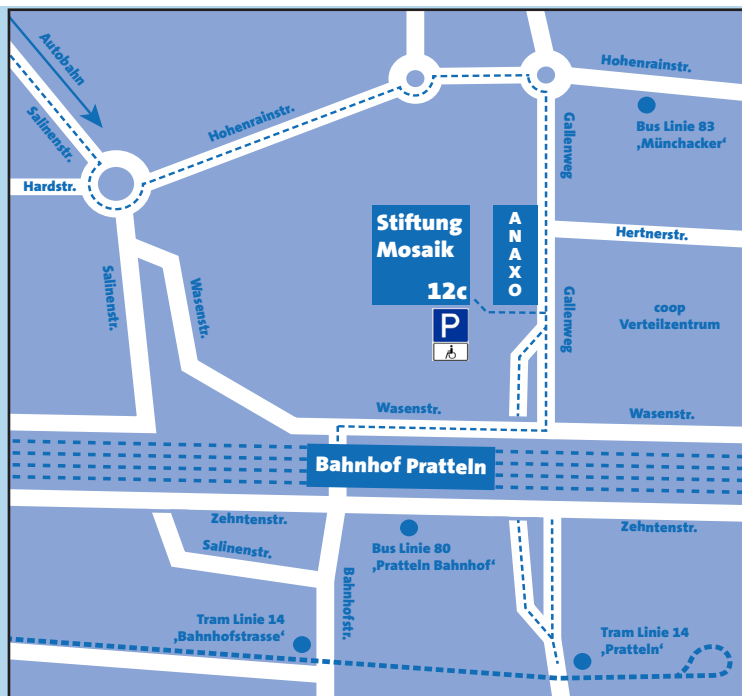 Autobahn
Salinenstr.
Hohenrainstr.
Hohenrainstr.
Bus Linie 83
‚Münchacker‘
Gallenweg
Hardstr.
Stiftung
Mosaik
12c
ANAXO
P
Hertnerstr.
Salinenstr.
Wasenstr.
Gallenweg
coop
Verteilzentrum
Wasenstr.
Wasenstr.
Bahnhof Pratteln
Zehntenstr.
Zehntenstr.
Salinenstr.
Bus Linie 80
‚Pratteln Bahnhof‘
Bahnhofstr.
Tram Linie 14
‚Bahnhofstrasse‘
Tram Linie 14
‚Pratteln‘